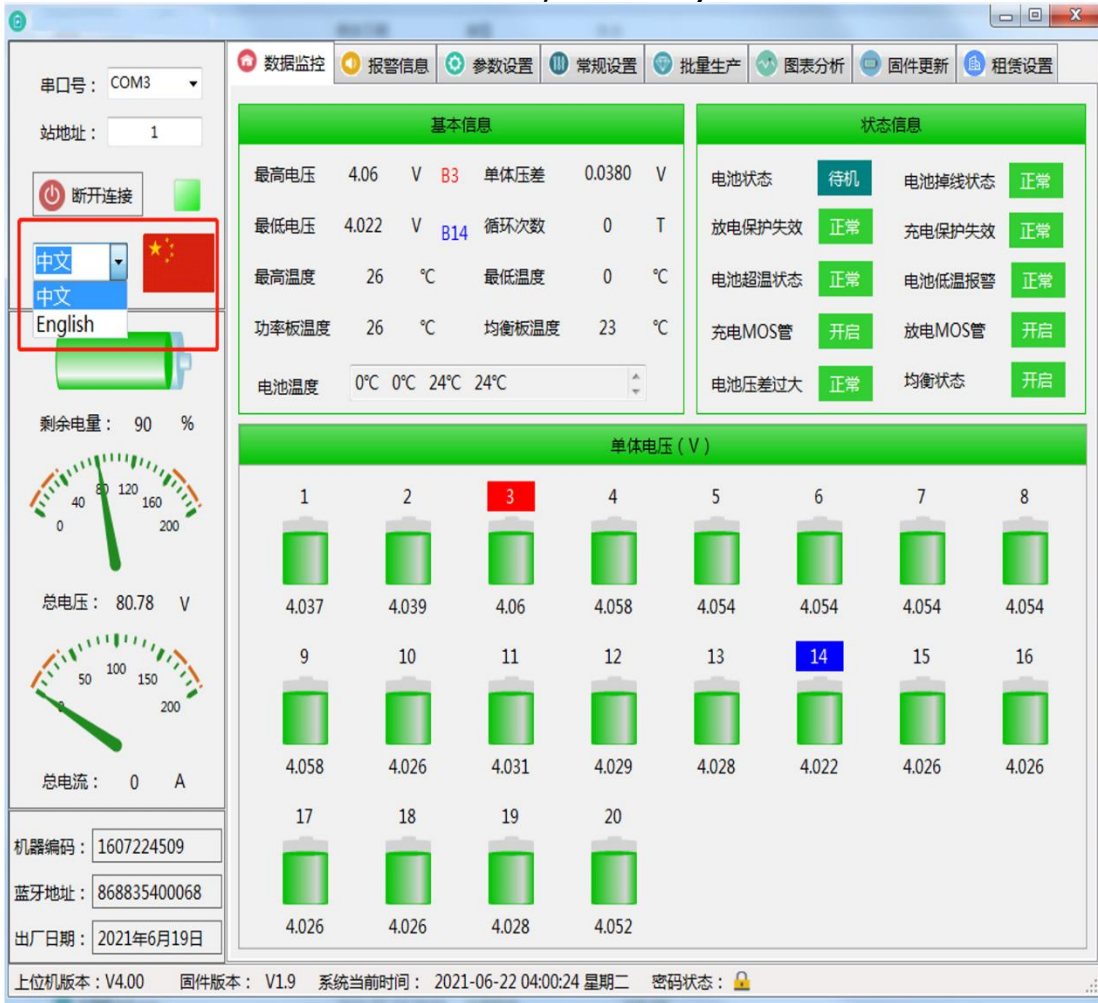 串口号： COM3
站地址： 1
断开连接
中文
中文
English
剩余电量： 90 %
0 40 80 120 160 200
总电压： 80.78 V
0 50 100 150 200
总电流： 0 A
机器编码： 1607224509
蓝牙地址： 868835400068
出厂日期： 2021年6月19日
数据监控 报警信息 参数设置 常规设置 批量生产 图表分析 固件更新 租赁设置
基本信息
最高电压 4.06 V B3 单体压差 0.0380 V
最低电压 4.022 V B14 循环次数 0 T
最高温度 26 ℃ 最低温度 0 ℃
功率板温度 26 ℃ 均衡板温度 23 ℃
电池温度 0℃ 0℃ 24℃ 24℃
状态信息
电池状态 待机 电池掉线状态 正常
放电保护失效 正常 充电保护失效 正常
电池超温状态 正常 电池低温报警 正常
充电MOS管 开启 放电MOS管 开启
电池压差过大 正常 均衡状态 开启
单体电压 ( V )
1 2 3 4 5 6 7 8
4.037 4.039 4.06 4.058 4.054 4.054 4.054 4.054
9 10 11 12 13 14 15 16
4.058 4.026 4.031 4.029 4.028 4.022 4.026 4.026
17 18 19 20
4.026 4.026 4.028 4.052
上位机版本：V4.00 固件版本： V1.9 系统当前时间： 2021-06-22 04:00:24 星期二 密码状态：